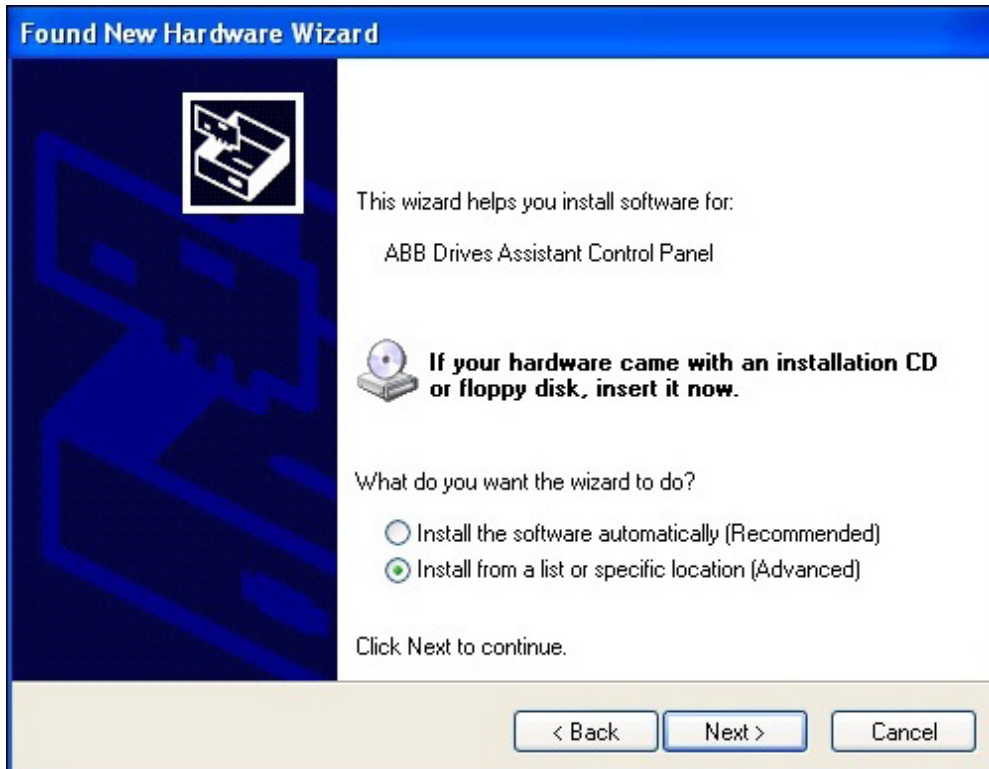 Found New Hardware Wizard
This wizard helps you install software for:
ABB Drives Assistant Control Panel
If your hardware came with an installation CD
or floppy disk, insert it now.
What do you want the wizard to do?
Install the software automatically (Recommended)
Install from a list or specific location (Advanced)
Click Next to continue.
< Back
Next >
Cancel